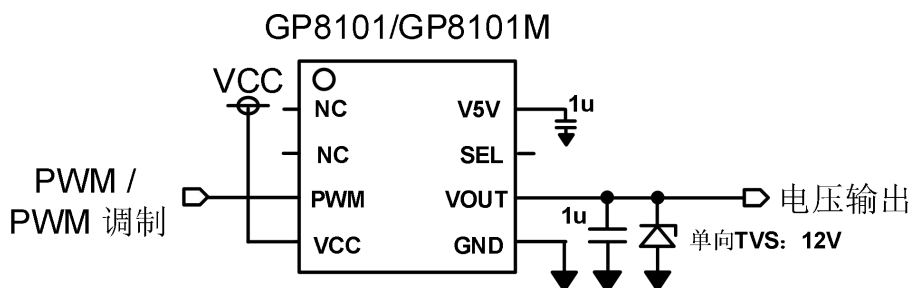 GP8101/GP8101M
VCC
NC
V5V
1u
NC
SEL
PWM /
PWM 调制
PWM
VOUT
电压输出
1u
VCC
GND
单向TVS：12V